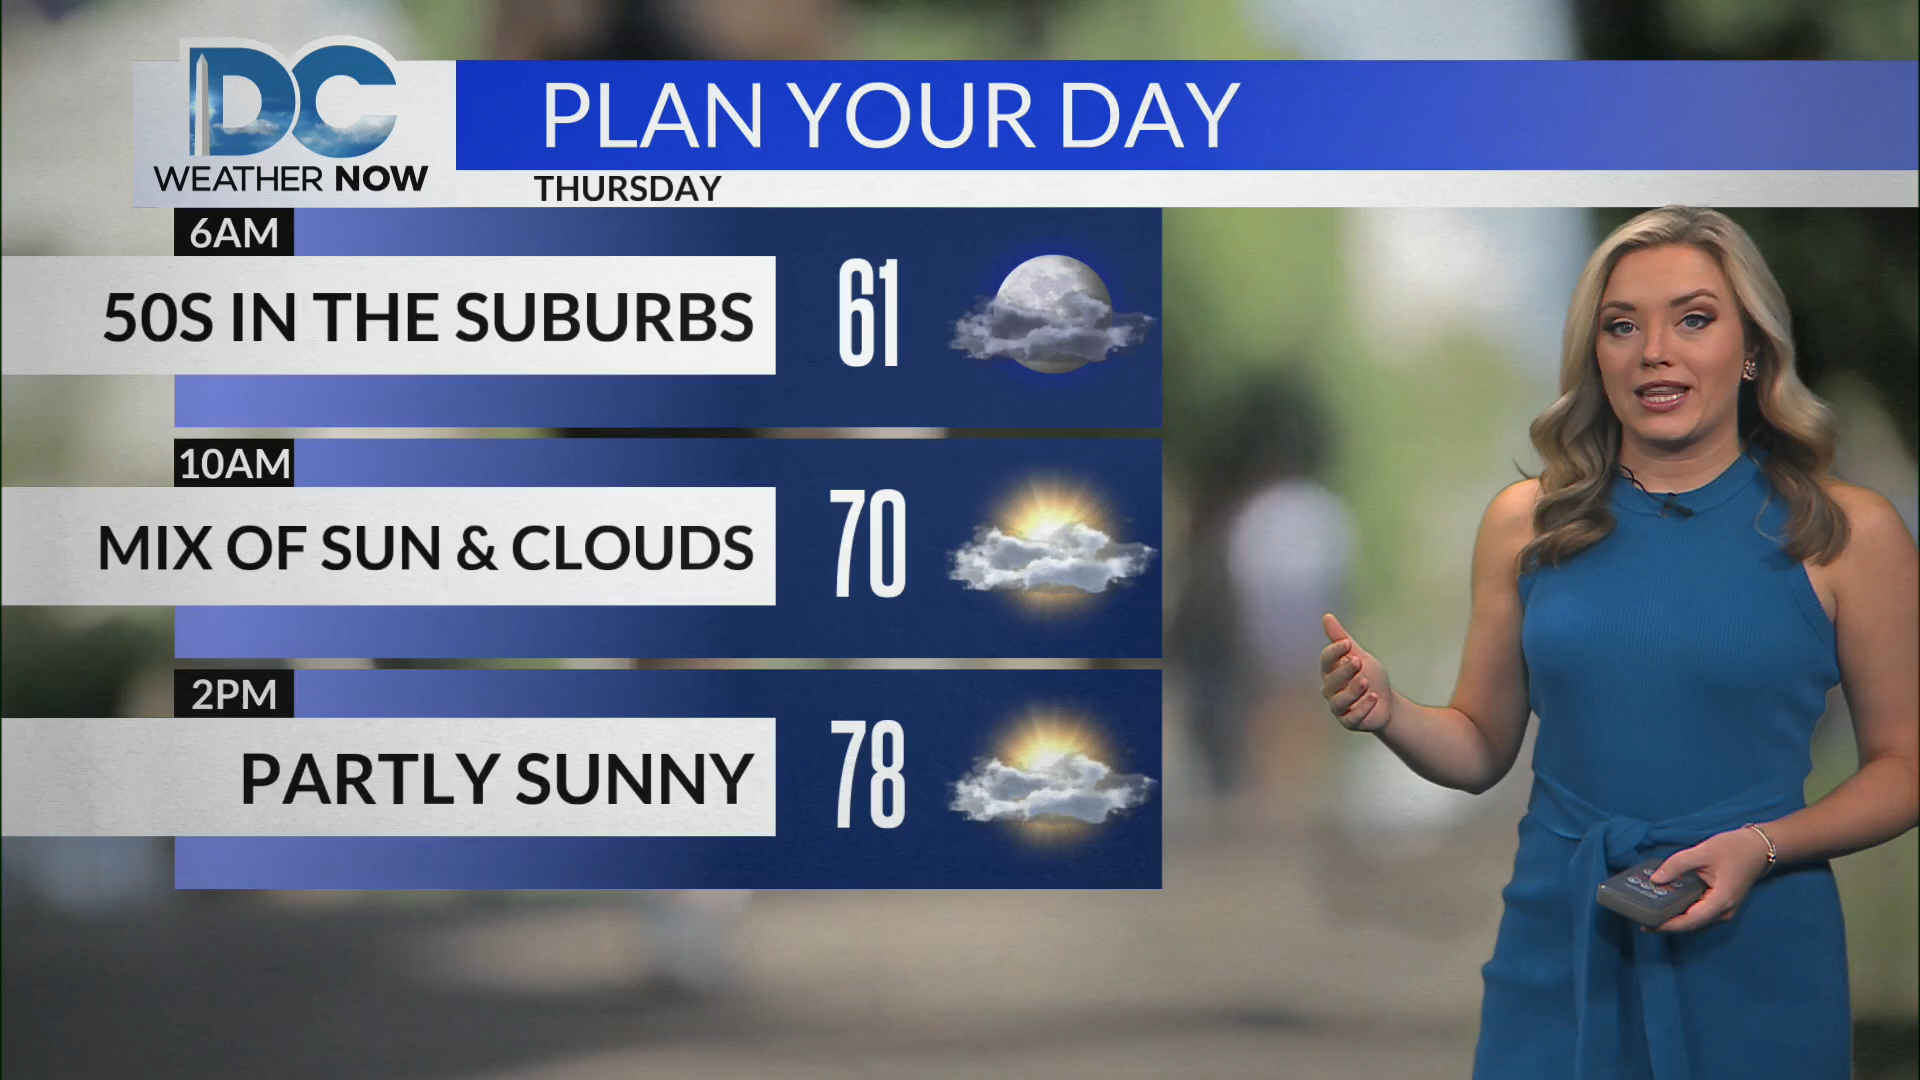 DC
PLAN YOUR DAY
WEATHER NOW
THURSDAY
6AM
50S IN THE SUBURBS
61
10AM
MIX OF SUN & CLOUDS
70
2PM
PARTLY SUNNY
78